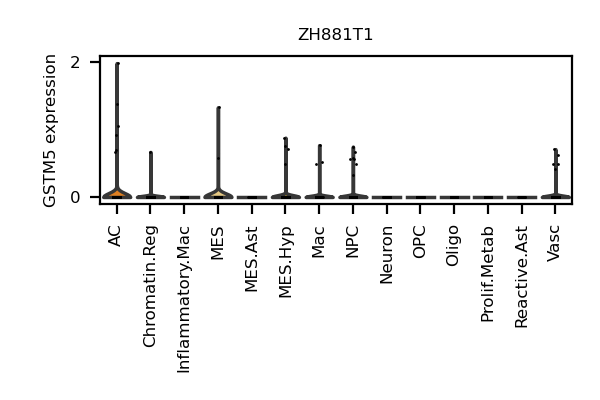 ZH881T1
GSTM5 expression
2
0
AC
Chromatin.Reg
Inflammatory.Mac
MES
MES.Ast
MES.Hyp
Mac
NPC
Neuron
OPC
Oligo
Prolif.Metab
Reactive.Ast
Vasc